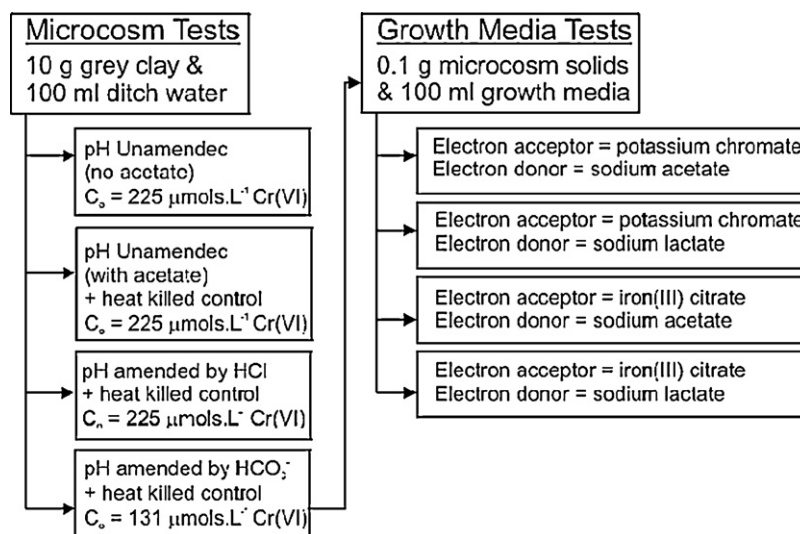 Microcosm Tests
10 g grey clay &
100 ml ditch water
pH Unamendec
(no acetate)
Cₒ = 225 μmols.L⁻¹ Cr(VI)
pH Unamendec
(with acetate)
+ heat killed control
Cₒ = 225 μmols.L⁻¹ Cr(VI)
pH amended by HCl
+ heat killed control
Cₒ = 225 μmols.L⁻ Cr(VI)
pH amended by HCO₃⁻
+ heat killed control
Cₒ = 131 μmols.L⁻ Cr(VI)
Growth Media Tests
0.1 g microcosm solids
& 100 ml growth media
Electron acceptor = potassium chromate
Electron donor = sodium acetate
Electron acceptor = potassium chromate
Electron donor = sodium lactate
Electron acceptor = iron(III) citrate
Electron donor = sodium acetate
Electron acceptor = iron(III) citrate
Electron donor = sodium lactate